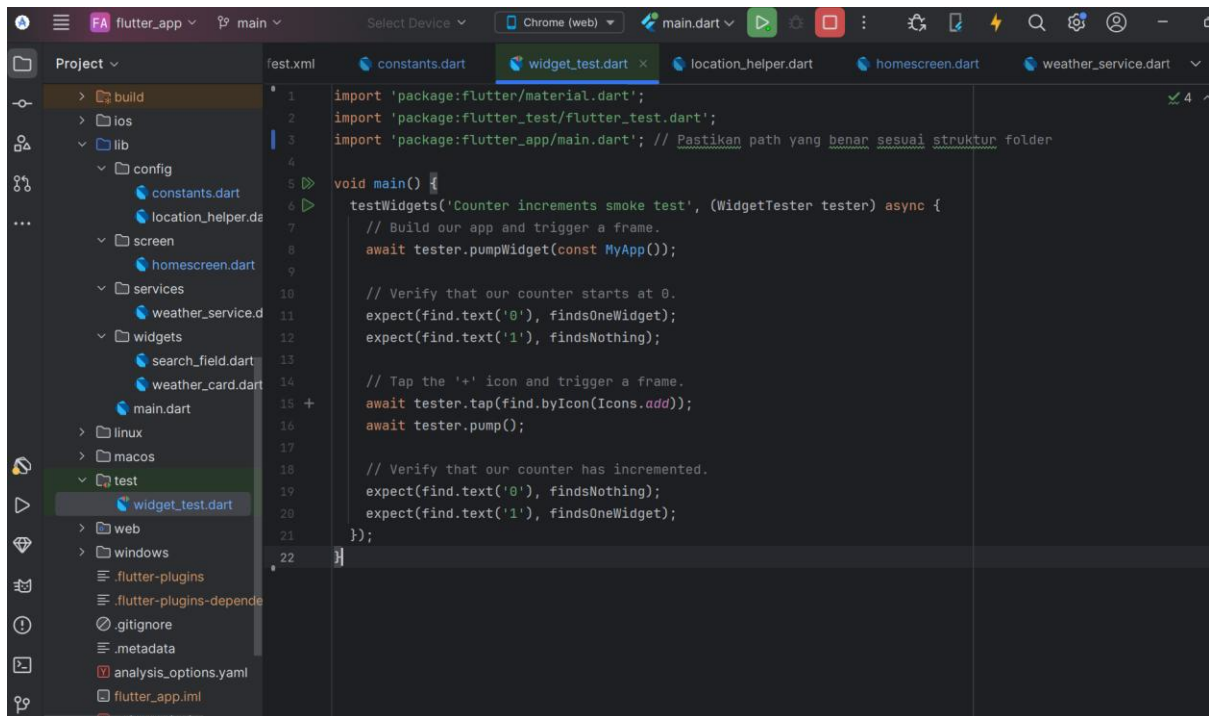 FA flutter_app main Select Device Chrome (web) main.dart
Project
fest.xml constants.dart widget_test.dart location_helper.dart homescreen.dart weather_service.dart
build
ios
lib
config
constants.dart
location_helper.da
screen
homescreen.dart
services
weather_service.d
widgets
search_field.dart
weather_card.dart
main.dart
linux
macos
test
widget_test.dart
web
windows
.flutter-plugins
.flutter-plugins-depende
.gitignore
.metadata
analysis_options.yaml
flutter_app.iml
4
1 import 'package:flutter/material.dart';
2 import 'package:flutter_test/flutter_test.dart';
3 import 'package:flutter_app/main.dart'; // Pastikan path yang benar sesuai struktur folder
4
5 void main() {
6 testWidgets('Counter increments smoke test', (WidgetTester tester) async {
7 // Build our app and trigger a frame.
8 await tester.pumpWidget(const MyApp());
9
10 // Verify that our counter starts at 0.
11 expect(find.text('0'), findsOneWidget);
12 expect(find.text('1'), findsNothing);
13
14 // Tap the '+' icon and trigger a frame.
15 await tester.tap(find.byIcon(Icons.add));
16 await tester.pump();
17
18 // Verify that our counter has incremented.
19 expect(find.text('0'), findsNothing);
20 expect(find.text('1'), findsOneWidget);
21 });
22 }